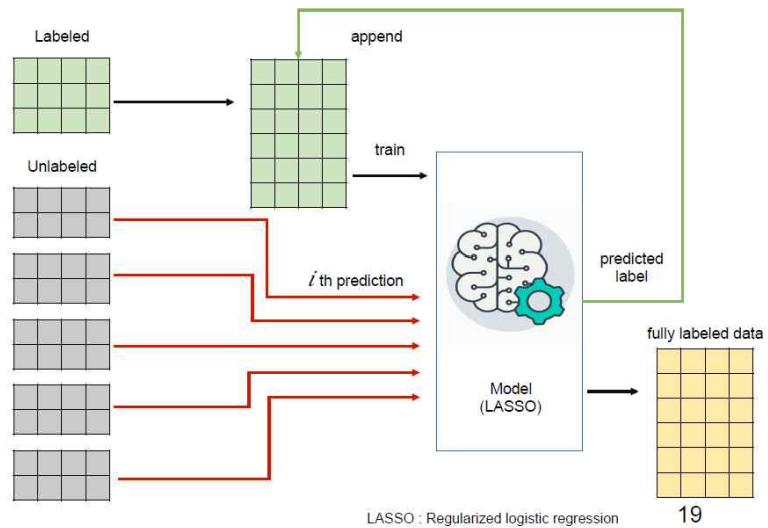 Labeled
append
train
Unlabeled
i th prediction
predicted
label
fully labeled data
Model
(LASSO)
LASSO : Regularized logistic regression
19